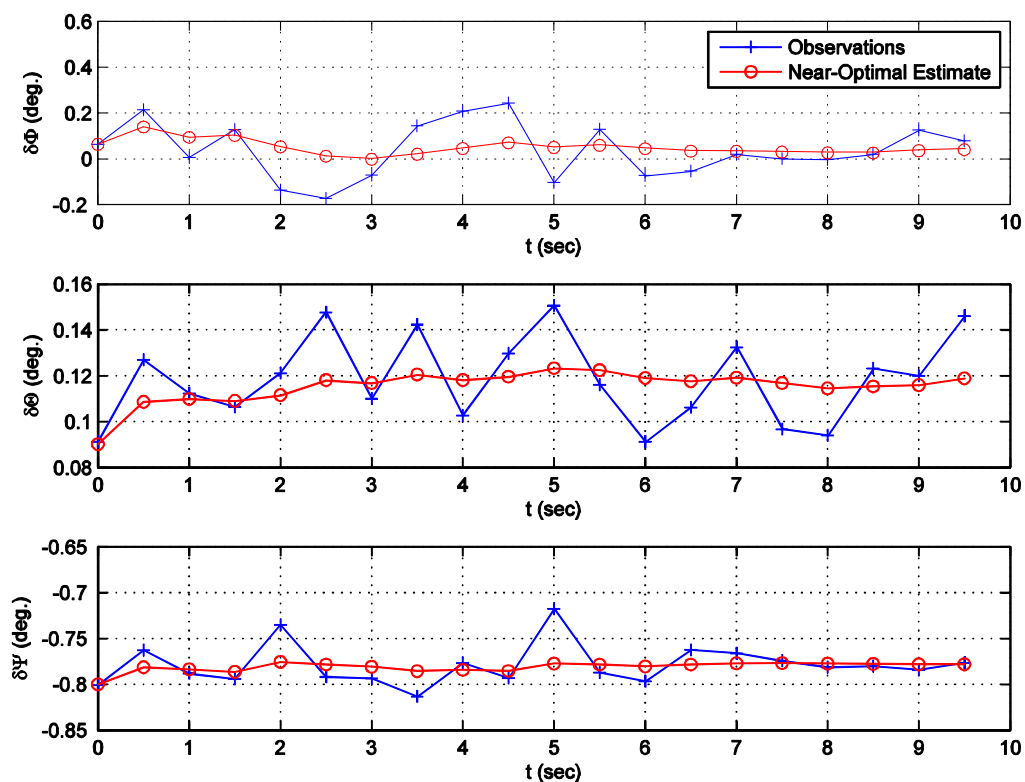 0.6
0.4
0.2
0
-0.2
δΦ (deg.)
Observations
Near-Optimal Estimate
0 1 2 3 4 5 6 7 8 9 10
t (sec)
0.16
0.14
0.12
0.1
0.08
δΘ (deg.)
0 1 2 3 4 5 6 7 8 9 10
t (sec)
-0.65
-0.7
-0.75
-0.8
-0.85
δΨ (deg.)
0 1 2 3 4 5 6 7 8 9 10
t (sec)